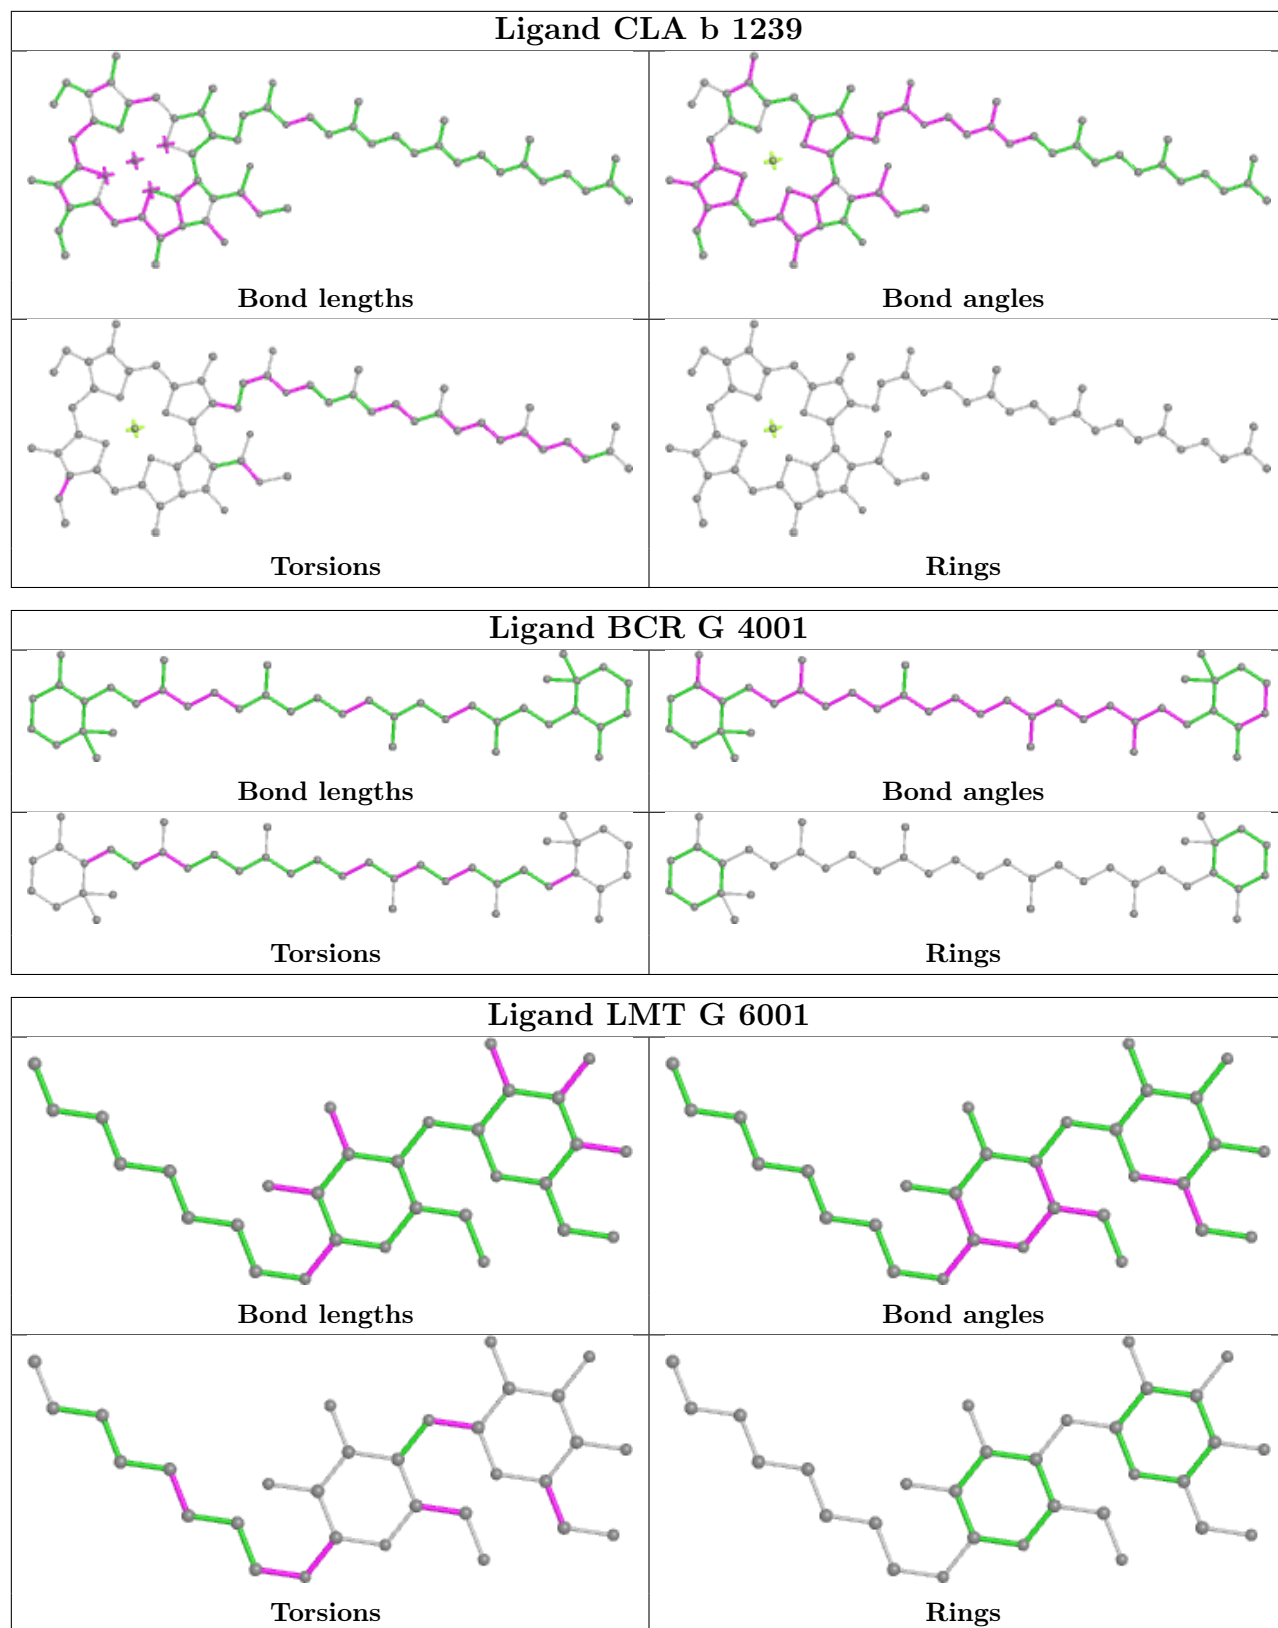 Ligand CLA b 1239
Bond lengths
Bond angles
Torsions
Rings
Ligand BCR G 4001
Bond lengths
Bond angles
Torsions
Rings
Ligand LMT G 6001
Bond lengths
Bond angles
Torsions
Rings